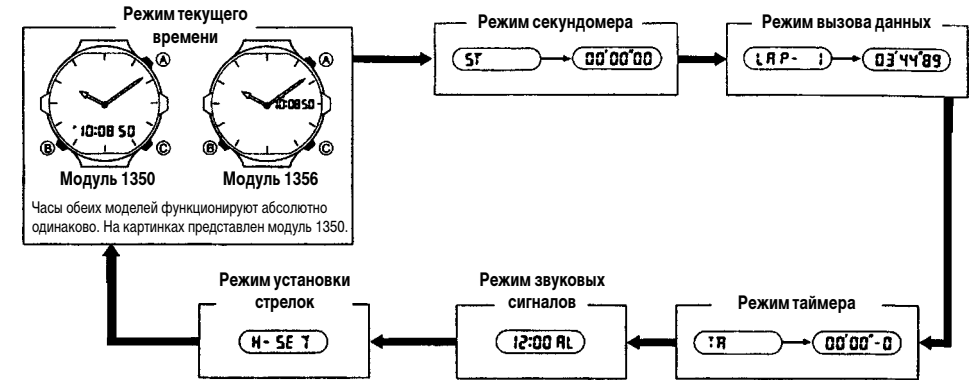 Режим текущего
времени
A
A
10:08 50
10:08 50
B
C
B
C
Модуль 1350
Модуль 1356
Часы обеих моделей функционируют абсолютно
одинаково. На картинках представлен модуль 1350.
Режим секундомера
ST
00'00"00
Режим вызова данных
LAP- 1
03'44"89
Режим установки
стрелок
H- SET
Режим звуковых
сигналов
12:00 AL
Режим таймера
TR
00'00"-0